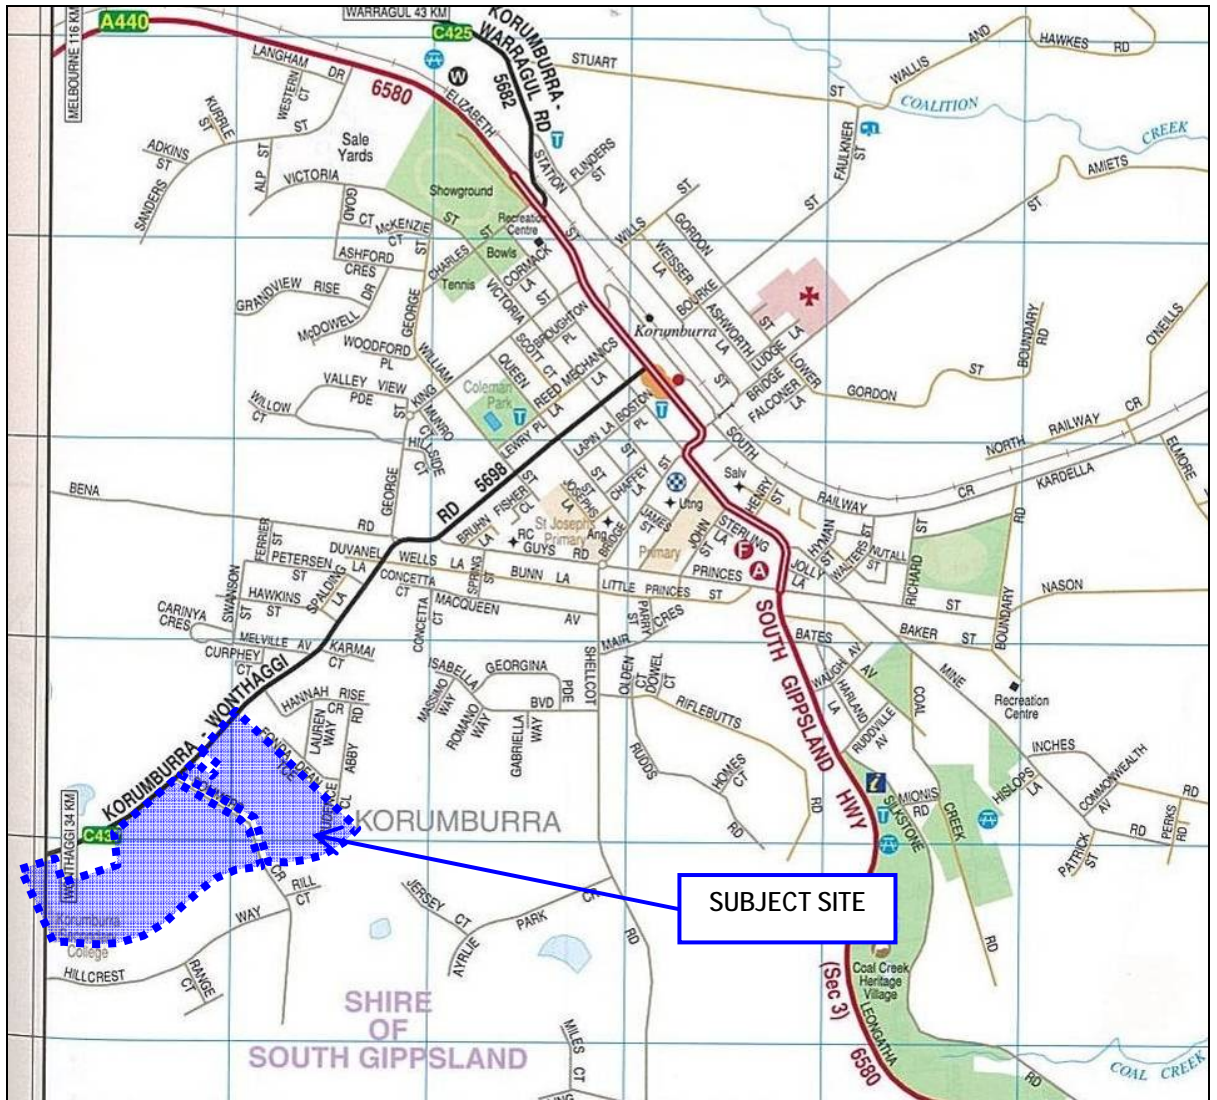 A440
WARRAGUL 43 KM
C425
KORUMBURRA -
WARRAGUL RD
5682
MELBOURNE 116 KM
LANGHAM
DR
WESTERN
CT
6580
W
ELIZABETH
STUART
ST
WALLIS
AND
HAWKES
RD
COALITION
CREEK
KURRLE
ST
ADKINS
ST
SANDERS
ALP ST
ST
Sale
Yards
VICTORIA
ST
GOAD
CT
McKENZIE
CT
ST
ASHFORD
CRES
DR
GRANDVIEW RISE
McDOWELL
WOODFORD
PL
GEORGE
Showground
STATION
FLINDERS
ST
T
Recreation
Centre
ST
CHARLES
ST
Bowls
Tennis
CORMACK
LA
ST
VICTORIA
WILLS
ST
GORDON
WEISSER
LA
BOURKE
ST
FAULKNER
ST
AMIETS
ST
ASHWORTH
LA
ST
LUDGE
LA
BRIDGE
LOWER
FALCONER
LA
ST
GORDON
ST
BOUNDARY
RD
O'NEILLS
Korumburra
BROUGHTON
PL
SCOTT
CT
QUEEN
REED
LA
MECHANICS
LA
WILLIAM
KING
MUNRO
CT
HILLSIDE
CT
VALLEY VIEW
PDE
ST
WILLOW
CT
Coleman
Park
T
LEWRY PL
LAPIN LA
BOSTON
PL
T
ST
ST
CHAFFEY
LA
ST
SOUTH
RAILWAY
CR
NORTH
RAILWAY
CR
KARDELLA
ELMORE
BENA
RD
GEORGE
RD
5698
BRUHN
LA
FISHER
CL
ST
JOSEPHS
LA
ST
St Josephs
Primary
RC
Ang
BRIDGE
Utng
Salv
HENRY
ST
JAMES
ST
Primary
JOHN
ST
STERLING
LA
F
A
JOLLY
LA
HYMAN
ST
WALTERS
ST
NUTALL
ST
RICHARD
ST
RD
BOUNDARY
NASON
FERRIER
ST
PETERSEN
ST
DUVANEL
LA
WELLS LA
GUYS RD
SPRING
ST
BUNN LA
LITTLE PRINCES
ST
PRINCES
ST
SWANSON
ST
HAWKINS
ST
SPALDING
LA
CONCETTA
CT
CONCETTA
CT
MACQUEEN
AV
CARINYA
CRES
CURPHEY
CT
MELVILLE AV
KARMAI
CT
PARRY
ST
CRES
MAIR
SHELLCOT
OLDEN
CT
DOWEL
CT
RIFLEBUTTS
RD
RUDDS
RD
HOMES
CT
BATES
AV
WAUGH
AV
HARLAND
LA
RUDDVILLE
AV
BAKER ST
COAL
CREEK
RD
MINE
Recreation
Centre
INCHES
HISLOPS
LA
COMMONWEALTH
AV
RD
PATRICK
ST
RD
PERKS
RD
SOUTH GIPPSLAND HWY
KORUMBURRA - WONTHAGGI
HANNAH RISE
CR
LAUREN
WAY
ABBY
RD
CL
ISABELLA
MASSIMO
WAY
ROMANO
WAY
GEORGINA
PDE
BVD
GABRIELLA
WAY
MIONIS
RD
SILKSTONE
i
T
C43
WONTHAGGI 34 KM
KORUMBURRA
SUBJECT SITE
CR
RILL
CT
WAY
HILLCREST
RANGE
CT
College
JERSEY
CT
AYRLIE
PARK
CR
RD
SHIRE
OF
SOUTH GIPPSLAND
MILES
CT
Coal Creek
Heritage
Village
(Sec 3)
6580
LEONGATHA
RD
COAL CREEK